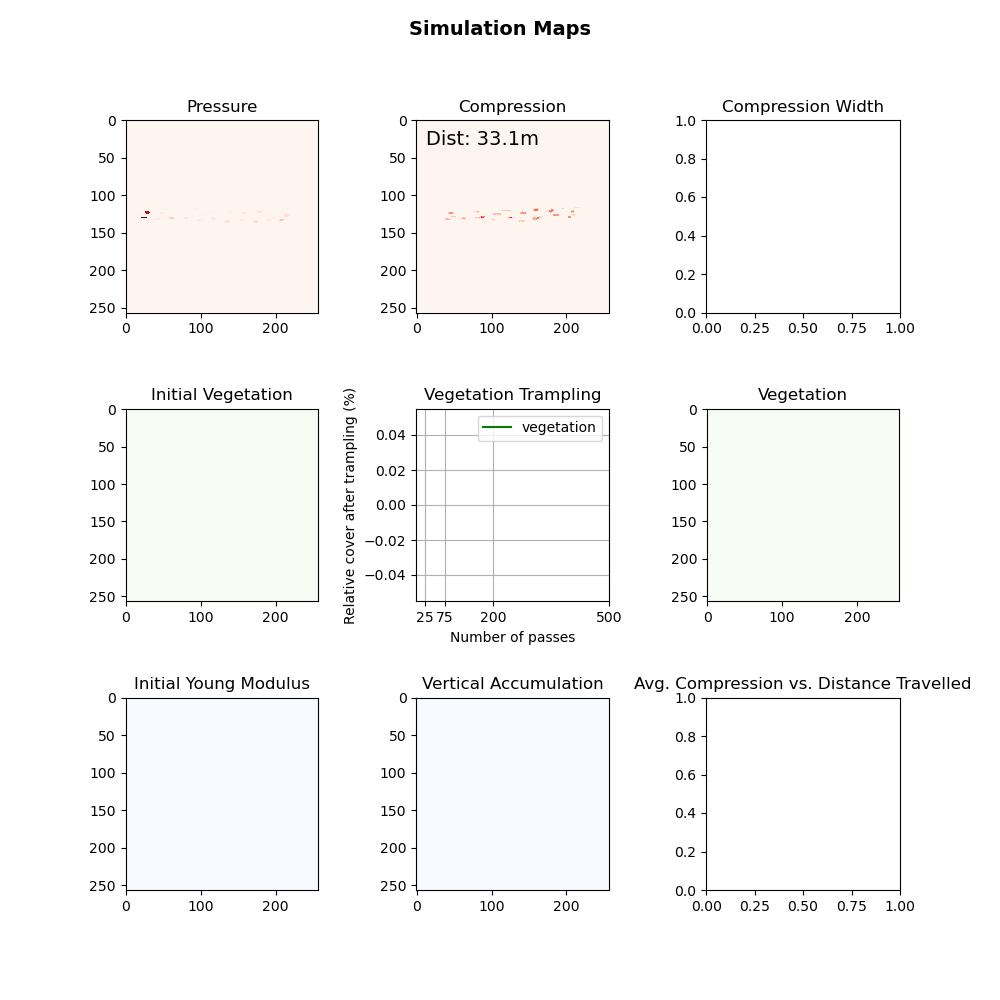 Simulation Maps
Pressure
0
50
100
150
200
250
0 100 200
Compression
Dist: 33.1m
0
50
100
150
200
250
0 100 200
Compression Width
1.0
0.8
0.6
0.4
0.2
0.0
0.00 0.25 0.50 0.75 1.00
Initial Vegetation
0
50
100
150
200
250
0 100 200
Vegetation Trampling
Relative cover after trampling (%)
vegetation
0.04
0.02
0.00
−0.02
−0.04
25 75 200 500
Number of passes
Vegetation
0
50
100
150
200
250
0 100 200
Initial Young Modulus
0
50
100
150
200
250
0 100 200
Vertical Accumulation
0
50
100
150
200
250
0 100 200
Avg. Compression vs. Distance Travelled
1.0
0.8
0.6
0.4
0.2
0.0
0.00 0.25 0.50 0.75 1.00